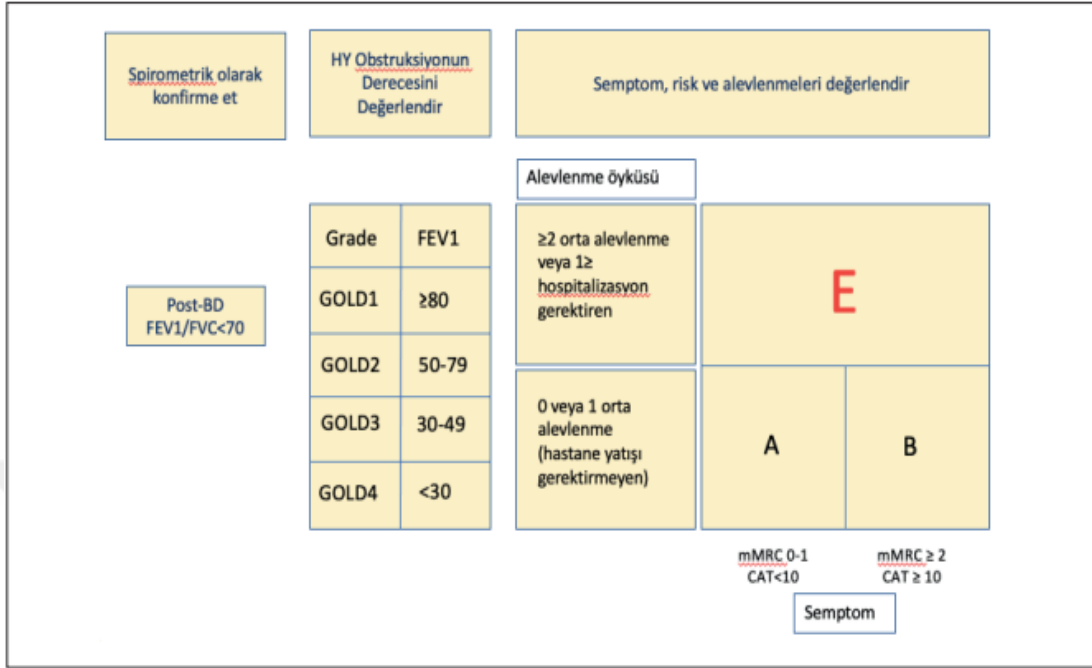 Spirometrik olarak
konfirme et
HY Obstruksiyonun
Derecesini
Değerlendir
Semptom, risk ve alevlenmeleri değerlendir
Alevlenme öyküsü
Post-BD
FEV1/FVC<70
Grade FEV1
GOLD1 ≥80
GOLD2 50-79
GOLD3 30-49
GOLD4 <30
≥2 orta alevlenme
veya 1≥
hospitalizasyon
gerektiren
E
0 veya 1 orta
alevlenme
(hastane yatışı
gerektirmeyen)
A
B
mMRC 0-1
CAT<10
mMRC ≥ 2
CAT ≥ 10
Semptom